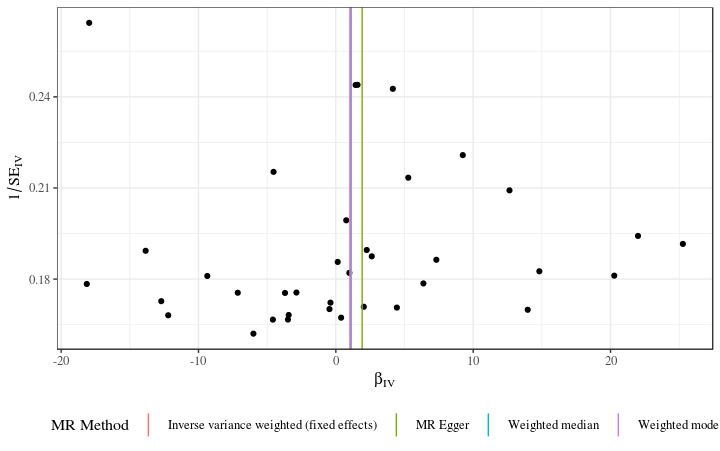 0.24
0.21
0.18
1/SE_IV
-20 -10 0 10 20
β_IV
MR Method Inverse variance weighted (fixed effects) MR Egger Weighted median Weighted mode